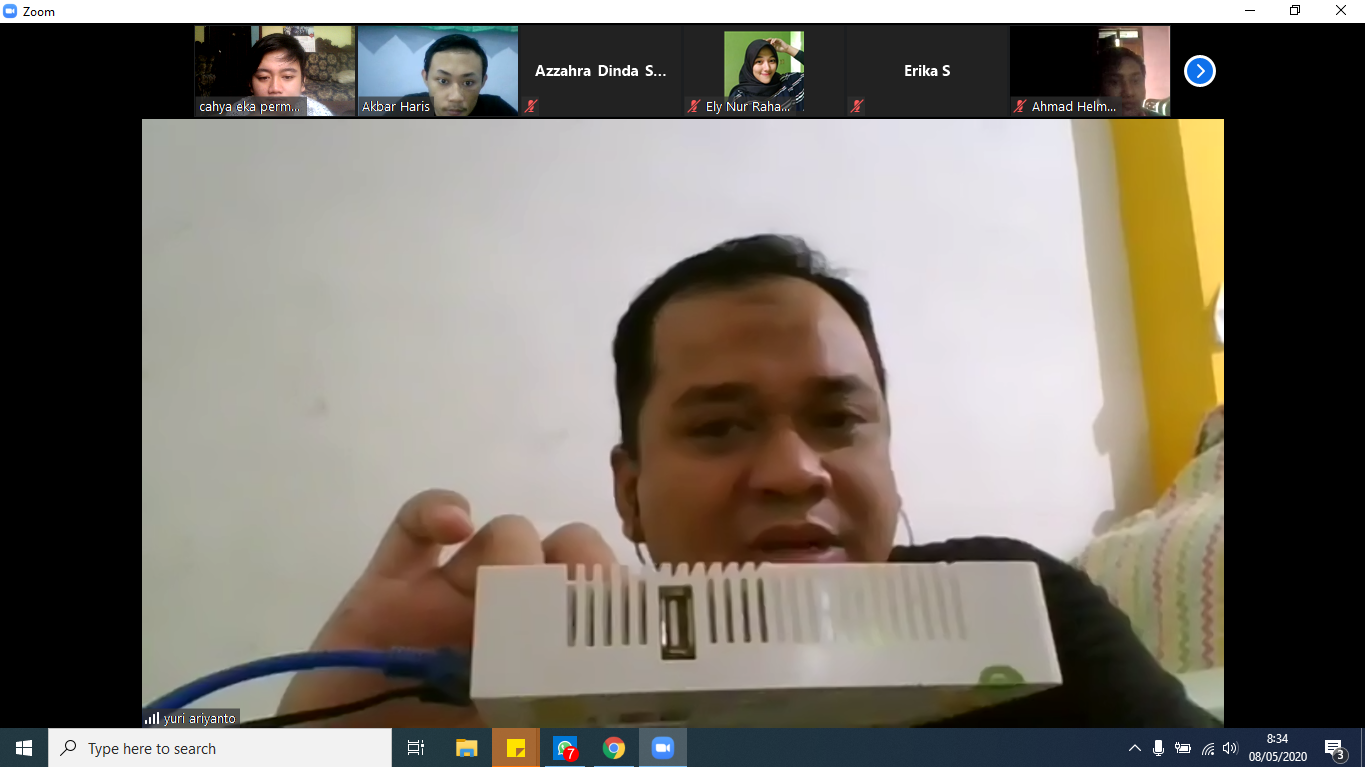 Zoom
cahya eka perm...
Akbar Haris
Azzahra Dinda S...
Ely Nur Raha...
Erika S
Ahmad Helm...
yuri ariyanto
Type here to search
7
8:34
08/05/2020
3